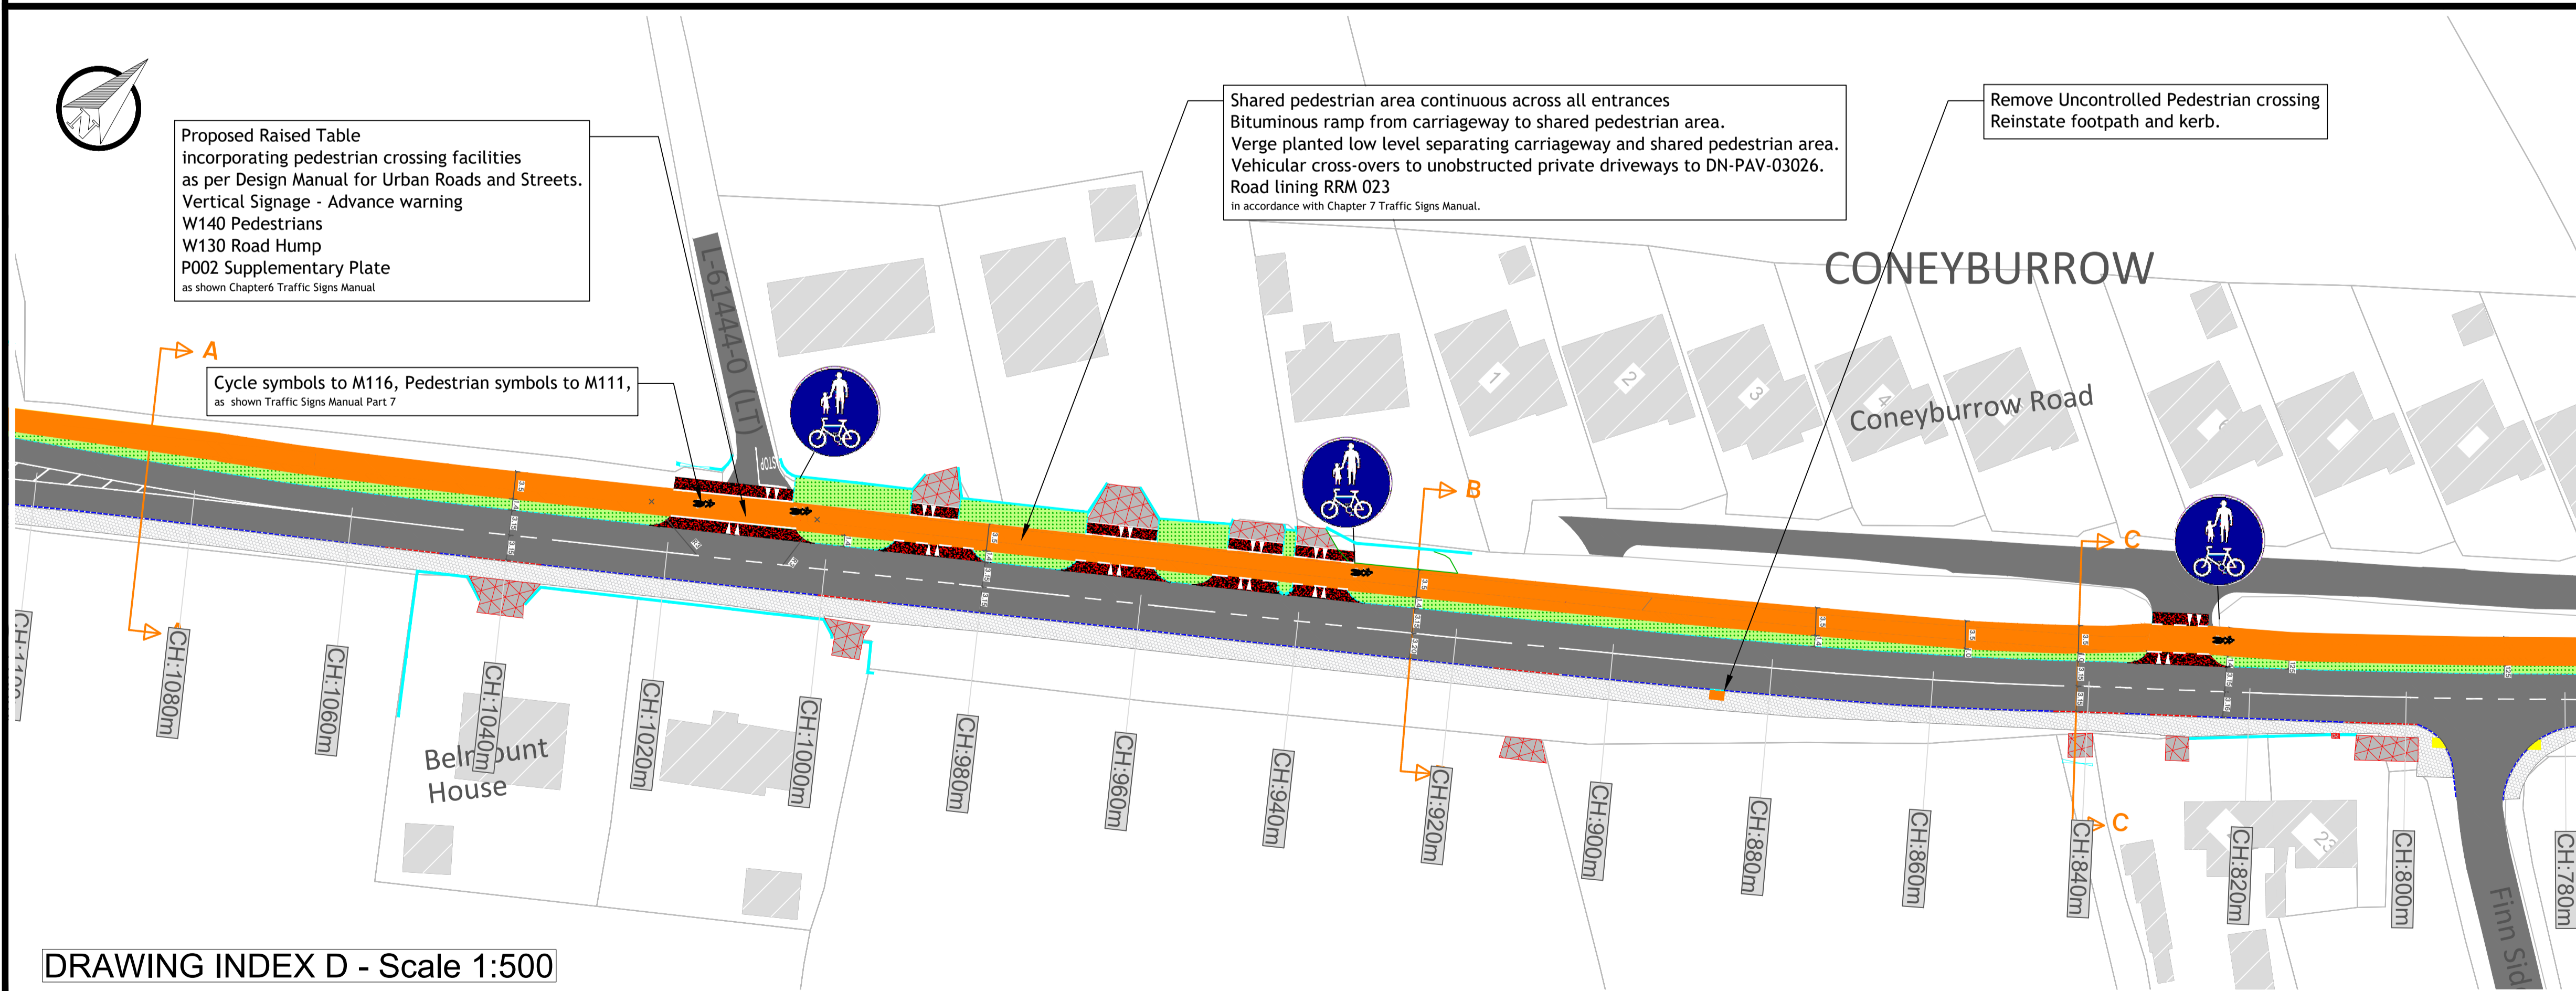 N
Proposed Raised Table
incorporating pedestrian crossing facilities
as per Design Manual for Urban Roads and Streets.
Vertical Signage - Advance warning
W140 Pedestrians
W130 Road Hump
P002 Supplementary Plate
as shown Chapter6 Traffic Signs Manual
Shared pedestrian area continuous across all entrances
Bituminous ramp from carriageway to shared pedestrian area.
Verge planted low level separating carriageway and shared pedestrian area.
Vehicular cross-overs to unobstructed private driveways to DN-PAV-03026.
Road lining RRM 023
in accordance with Chapter 7 Traffic Signs Manual.
Remove Uncontrolled Pedestrian crossing
Reinstate footpath and kerb.
CONEYBURROW
Coneyburrow Road
L-61444-0 (LT)
STOP
Cycle symbols to M116, Pedestrian symbols to M111,
as shown Traffic Signs Manual Part 7
A
B
C
C
1
2
3
4
6
23
Belmount
House
Finn Sid
CH:1080m
CH:1060m
CH:1040m
CH:1020m
CH:1000m
CH:980m
CH:960m
CH:940m
CH:920m
CH:900m
CH:880m
CH:860m
CH:840m
CH:820m
CH:800m
CH:780m
DRAWING INDEX D - Scale 1:500